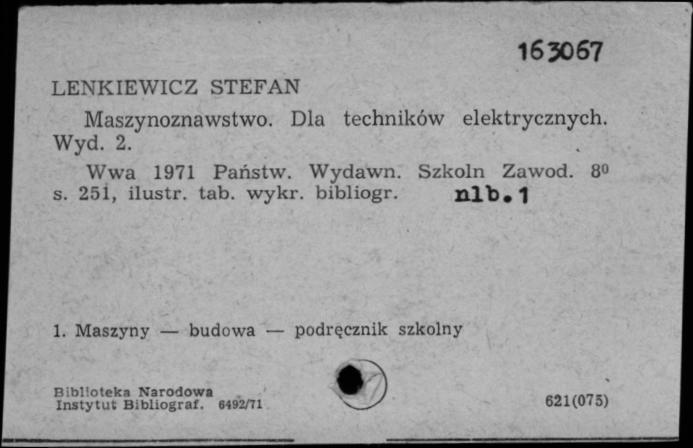 163067
LENKIEWICZ STEFAN
Maszynoznawstwo. Dla techników elektrycznych.
Wyd. 2.
Wwa 1971 Państw. Wydawn. Szkoln Zawod. 8⁰
s. 251, ilustr. tab. wykr. bibliogr. nlb.1
1. Maszyny — budowa — podręcznik szkolny
Biblioteka Narodowa
Instytut Bibliograf. 6492/71 621(075)